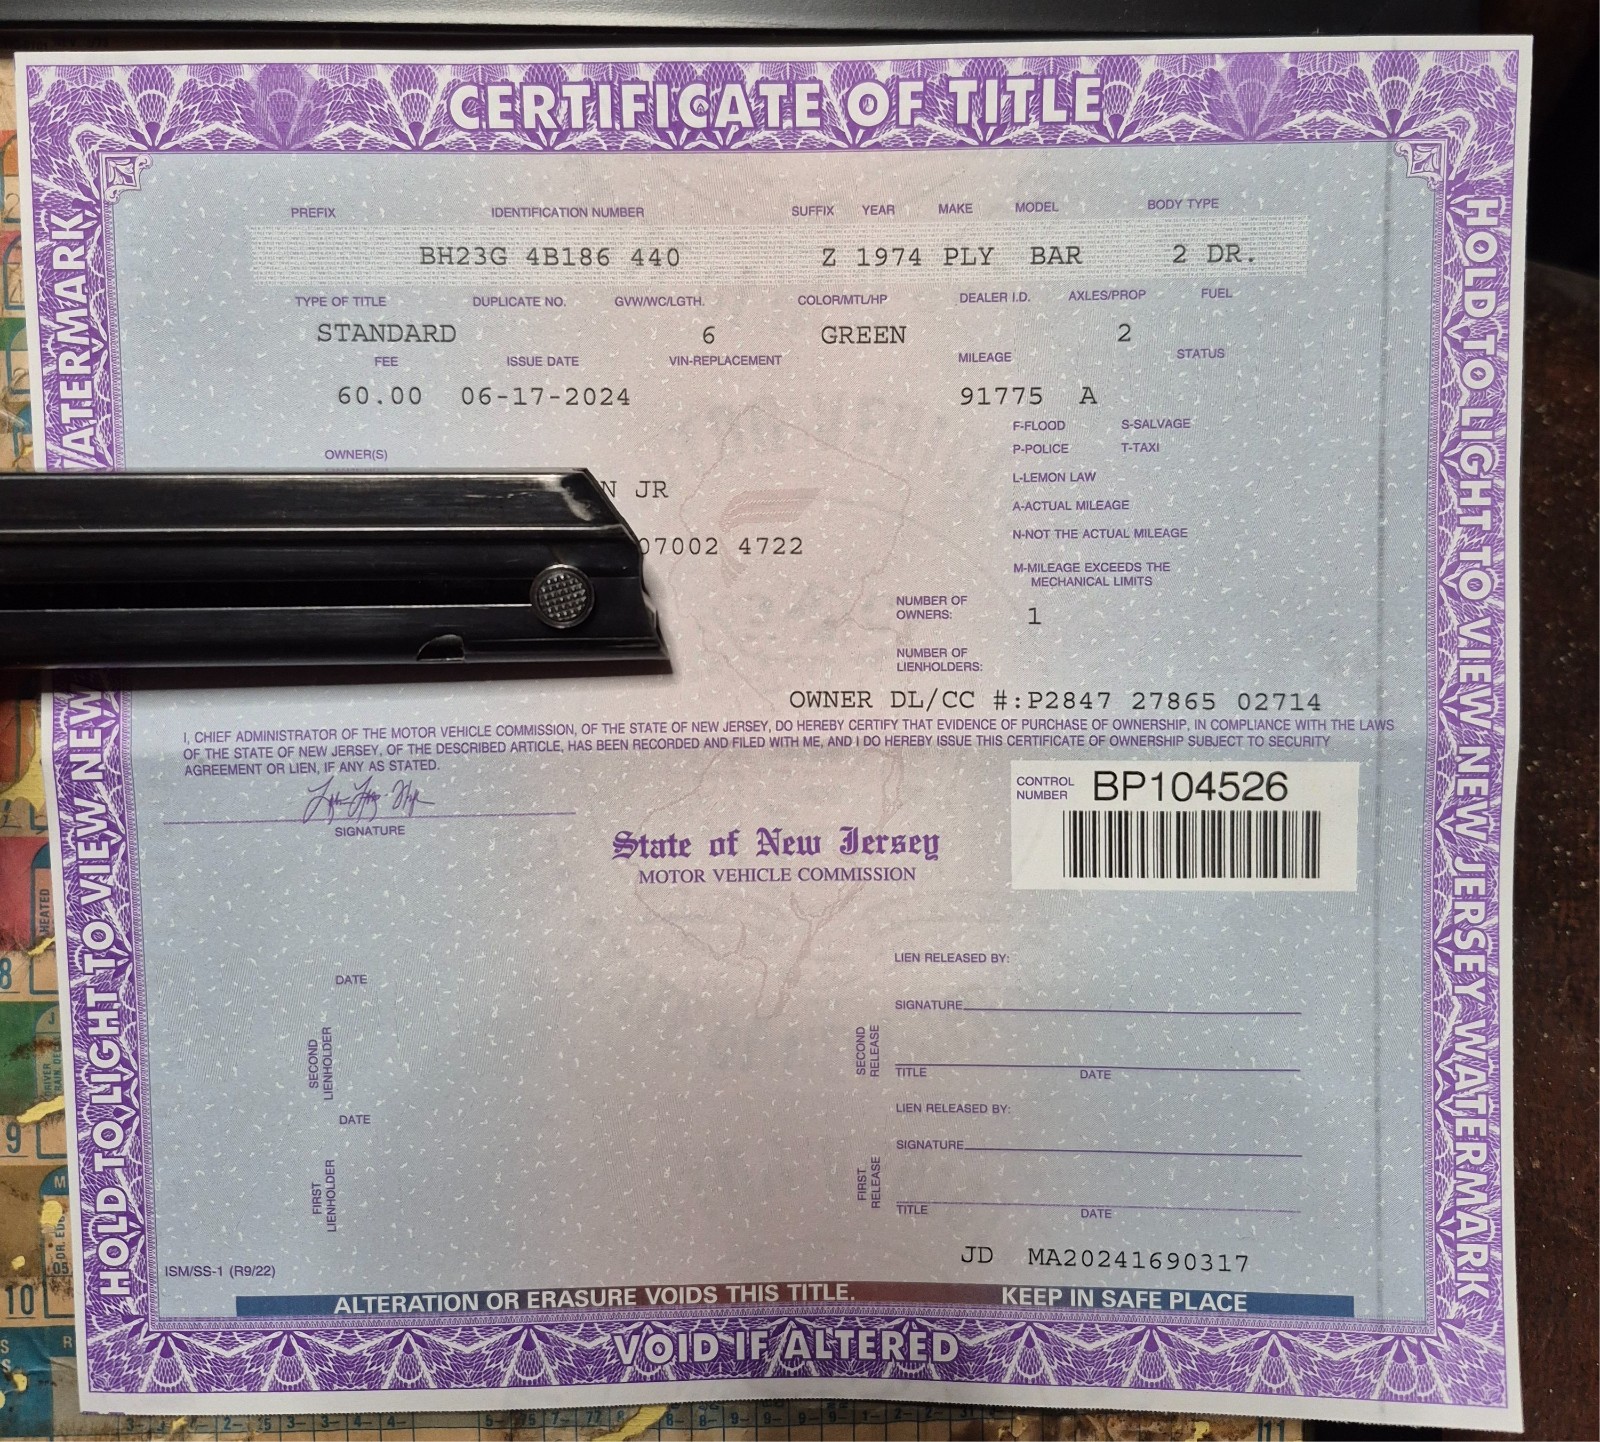 CERTIFICATE OF TITLE
PREFIX IDENTIFICATION NUMBER SUFFIX YEAR MAKE MODEL BODY TYPE
BH23G 4B186 440 Z 1974 PLY BAR 2 DR.
TYPE OF TITLE DUPLICATE NO. GVW/WC/LGTH. COLOR/MTL/HP DEALER I.D. AXLES/PROP FUEL
STANDARD 6 GREEN 2
FEE ISSUE DATE VIN-REPLACEMENT MILEAGE STATUS
60.00 06-17-2024 91775 A
F-FLOOD S-SALVAGE
P-POLICE T-TAXI
OWNER(S)
L-LEMON LAW
N JR
A-ACTUAL MILEAGE
N-NOT THE ACTUAL MILEAGE
07002 4722
M-MILEAGE EXCEEDS THE
MECHANICAL LIMITS
NUMBER OF
OWNERS: 1
NUMBER OF
LIENHOLDERS:
OWNER DL/CC #:P2847 27865 02714
I, CHIEF ADMINISTRATOR OF THE MOTOR VEHICLE COMMISSION, OF THE STATE OF NEW JERSEY, DO HEREBY CERTIFY THAT EVIDENCE OF PURCHASE OF OWNERSHIP, IN COMPLIANCE WITH THE LAWS
OF THE STATE OF NEW JERSEY, OF THE DESCRIBED ARTICLE, HAS BEEN RECORDED AND FILED WITH ME, AND I DO HEREBY ISSUE THIS CERTIFICATE OF OWNERSHIP SUBJECT TO SECURITY
AGREEMENT OR LIEN, IF ANY AS STATED.
SIGNATURE
CONTROL
NUMBER BP104526
State of New Jersey
MOTOR VEHICLE COMMISSION
LIEN RELEASED BY:
DATE
SIGNATURE
SECOND
LIENHOLDER
SECOND
RELEASE
TITLE DATE
LIEN RELEASED BY:
DATE
SIGNATURE
FIRST
LIENHOLDER
FIRST
RELEASE
TITLE DATE
JD MA20241690317
ISM/SS-1 (R9/22)
ALTERATION OR ERASURE VOIDS THIS TITLE. KEEP IN SAFE PLACE
VOID IF ALTERED
HOLD TO LIGHT TO VIEW NEW ATERMARK
HOLD TO LIGHT TO VIEW NEW JERSEY WATERMARK
HEATED
8
9
10
11